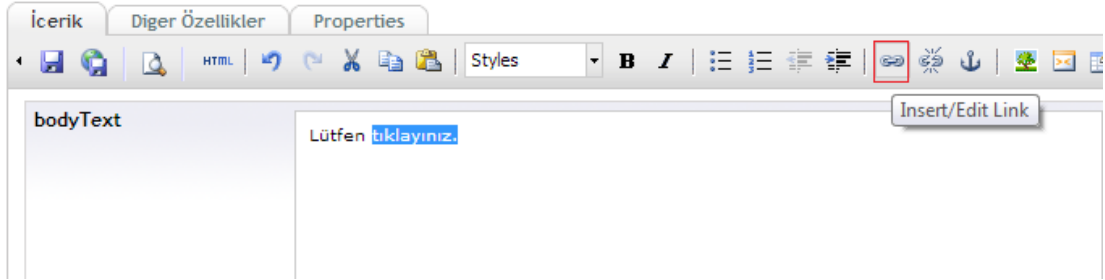 İcerik Diger Özellikler Properties
HTML Styles B I
Insert/Edit Link
bodyText
Lütfen tıklayınız.